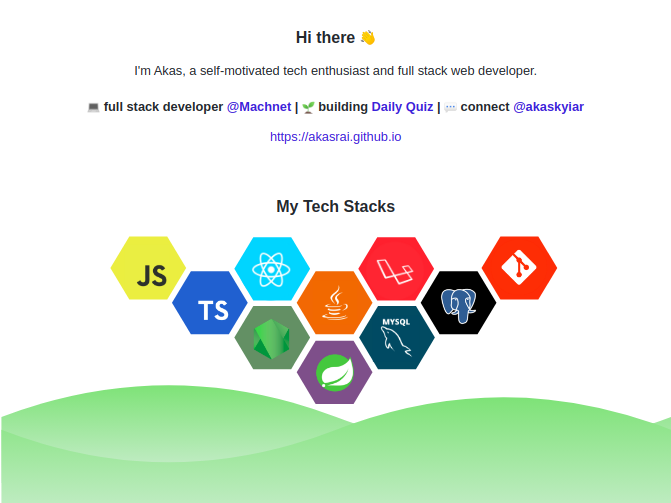 Hi there 👋
I'm Akas, a self-motivated tech enthusiast and full stack web developer.
💻 full stack developer @Machnet | 🌱 building Daily Quiz | 💬 connect @akaskyiar
https://akasrai.github.io
My Tech Stacks
JS
TS
MYSQL